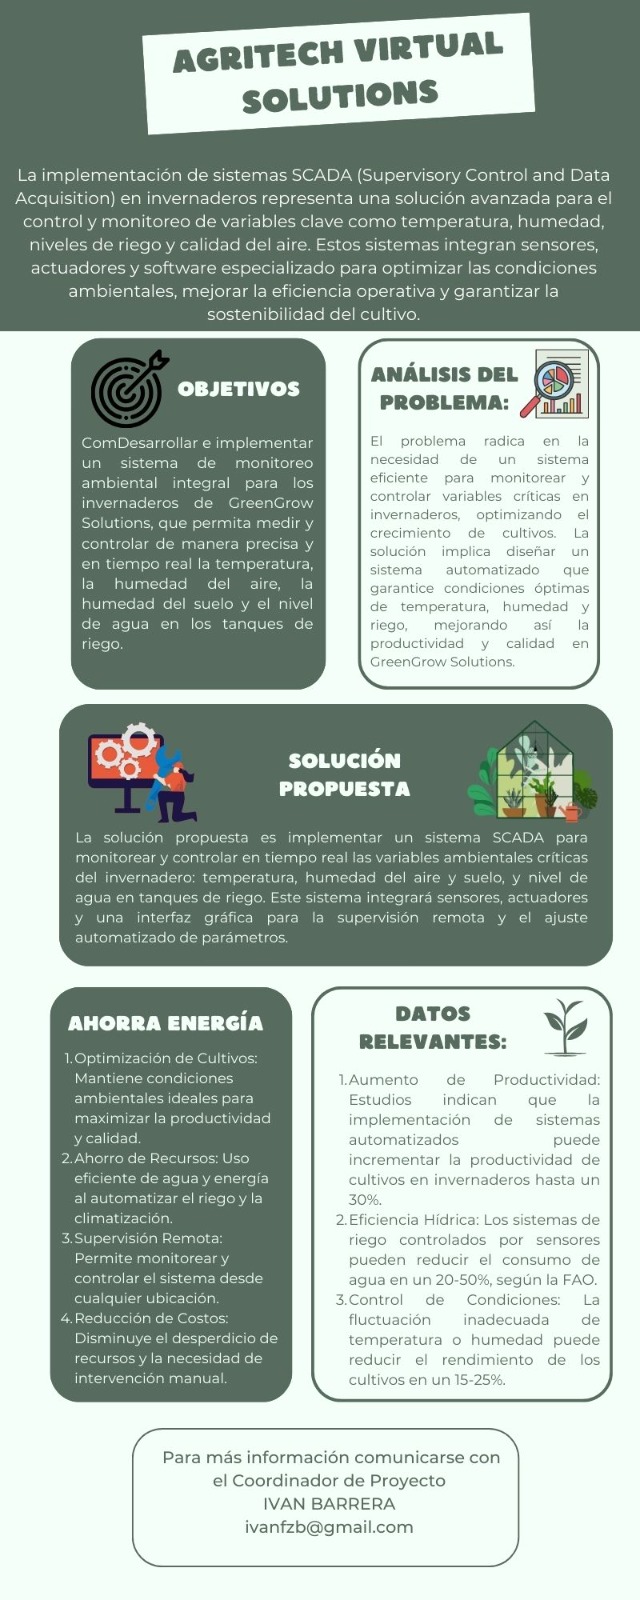 AGRITECH VIRTUAL
SOLUTIONS
La implementación de sistemas SCADA (Supervisory Control and Data
Acquisition) en invernaderos representa una solución avanzada para el
control y monitoreo de variables clave como temperatura, humedad,
niveles de riego y calidad del aire. Estos sistemas integran sensores,
actuadores y software especializado para optimizar las condiciones
ambientales, mejorar la eficiencia operativa y garantizar la
sostenibilidad del cultivo.
OBJETIVOS
ComDesarrollar e implementar
un sistema de monitoreo
ambiental integral para los
invernaderos de GreenGrow
Solutions, que permita medir y
controlar de manera precisa y
en tiempo real la temperatura,
la humedad del aire, la
humedad del suelo y el nivel
de agua en los tanques de
riego.
ANÁLISIS DEL
PROBLEMA:
El problema radica en la
necesidad de un sistema
eficiente para monitorear y
controlar variables críticas en
invernaderos, optimizando el
crecimiento de cultivos. La
solución implica diseñar un
sistema automatizado que
garantice condiciones óptimas
de temperatura, humedad y
riego, mejorando así la
productividad y calidad en
GreenGrow Solutions.
SOLUCIÓN
PROPUESTA
La solución propuesta es implementar un sistema SCADA para
monitorear y controlar en tiempo real las variables ambientales críticas
del invernadero: temperatura, humedad del aire y suelo, y nivel de
agua en tanques de riego. Este sistema integrará sensores, actuadores
y una interfaz gráfica para la supervisión remota y el ajuste
automatizado de parámetros.
AHORRA ENERGÍA
1. Optimización de Cultivos:
Mantiene condiciones
ambientales ideales para
maximizar la productividad
y calidad.
2. Ahorro de Recursos: Uso
eficiente de agua y energía
al automatizar el riego y la
climatización.
3. Supervisión Remota:
Permite monitorear y
controlar el sistema desde
cualquier ubicación.
4. Reducción de Costos:
Disminuye el desperdicio de
recursos y la necesidad de
intervención manual.
DATOS
RELEVANTES:
1. Aumento de Productividad:
Estudios indican que la
implementación de sistemas
automatizados puede
incrementar la productividad de
cultivos en invernaderos hasta un
30%.
2. Eficiencia Hídrica: Los sistemas de
riego controlados por sensores
pueden reducir el consumo de
agua en un 20-50%, según la FAO.
3. Control de Condiciones: La
fluctuación inadecuada de
temperatura o humedad puede
reducir el rendimiento de los
cultivos en un 15-25%.
Para más información comunicarse con
el Coordinador de Proyecto
IVAN BARRERA
ivanfzb@gmail.com